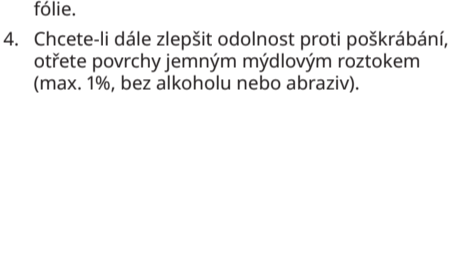 fólie.
4. Chcete-li dále zlepšit odolnost proti poškrábání,
otřete povrchy jemným mýdlovým roztokem
(max. 1%, bez alkoholu nebo abraziv).